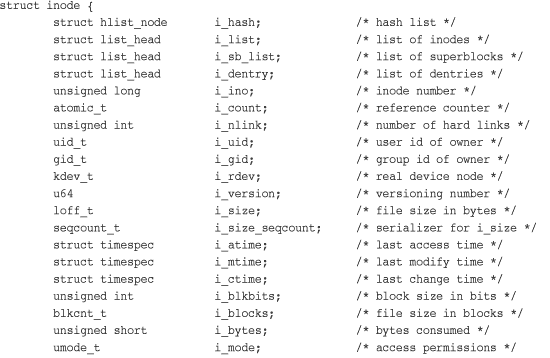 struct inode {
struct hlist_node i_hash; /* hash list */
struct list_head i_list; /* list of inodes */
struct list_head i_sb_list; /* list of superblocks */
struct list_head i_dentry; /* list of dentries */
unsigned long i_ino; /* inode number */
atomic_t i_count; /* reference counter */
unsigned int i_nlink; /* number of hard links */
uid_t i_uid; /* user id of owner */
gid_t i_gid; /* group id of owner */
kdev_t i_rdev; /* real device node */
u64 i_version; /* versioning number */
loff_t i_size; /* file size in bytes */
seqcount_t i_size_seqcount; /* serializer for i_size */
struct timespec i_atime; /* last access time */
struct timespec i_mtime; /* last modify time */
struct timespec i_ctime; /* last change time */
unsigned int i_blkbits; /* block size in bits */
blkcnt_t i_blocks; /* file size in blocks */
unsigned short i_bytes; /* bytes consumed */
umode_t i_mode; /* access permissions */